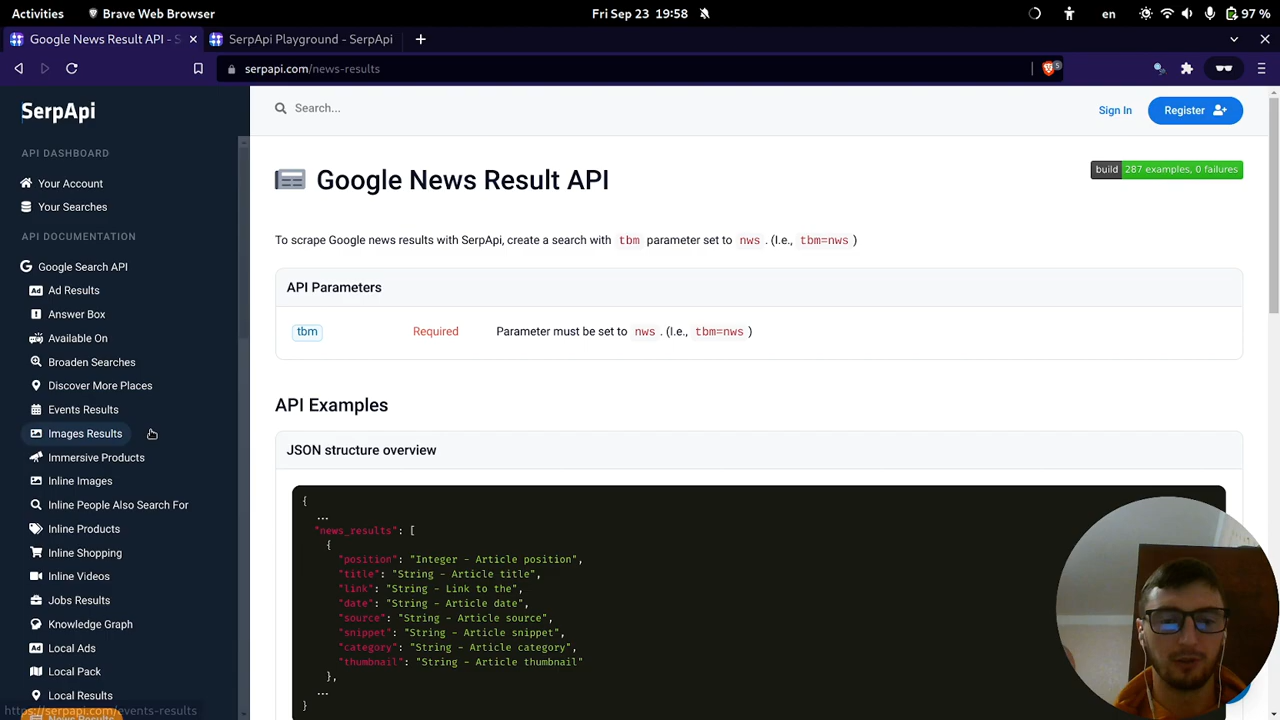 Activities
Brave Web Browser
Fri Sep 23 19:58
en
97 %
Google News Result API - S
SerpApi Playground - SerpApi
serpapi.com/news-results
5
SerpApi
Search...
Sign In
Register
API DASHBOARD
Your Account
Your Searches
API DOCUMENTATION
Google Search API
Ad Results
Answer Box
Available On
Broaden Searches
Discover More Places
Events Results
Images Results
Immersive Products
Inline Images
Inline People Also Search For
Inline Products
Inline Shopping
Inline Videos
Jobs Results
Knowledge Graph
Local Ads
Local Pack
Local Results
News Results
https://serpapi.com/events-results
Google News Result API
build 287 examples, 0 failures
To scrape Google news results with SerpApi, create a search with tbm parameter set to nws . (I.e., tbm=nws )
API Parameters
tbm Required Parameter must be set to nws . (I.e., tbm=nws )
API Examples
JSON structure overview
{
...
"news_results": [
{
"position": "Integer - Article position",
"title": "String - Article title",
"link": "String - Link to the",
"date": "String - Article date",
"source": "String - Article source",
"snippet": "String - Article snippet",
"category": "String - Article category",
"thumbnail": "String - Article thumbnail"
},
...
}